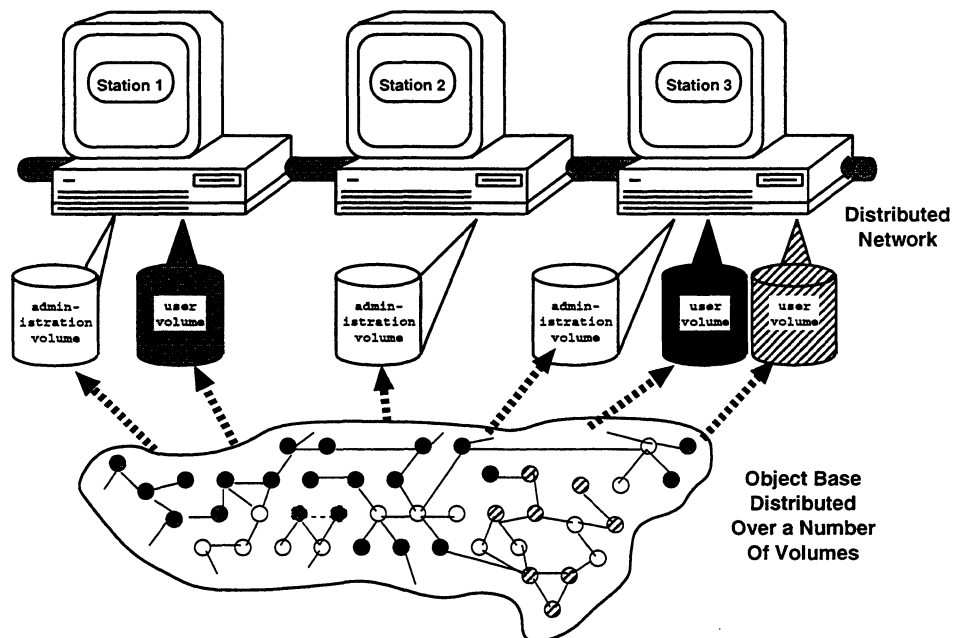 Station 1
Station 2
Station 3
Distributed
Network
admin-
istration
volume
user
volume
admin-
istration
volume
admin-
istration
volume
user
volume
user
volume
Object Base
Distributed
Over a Number
Of Volumes